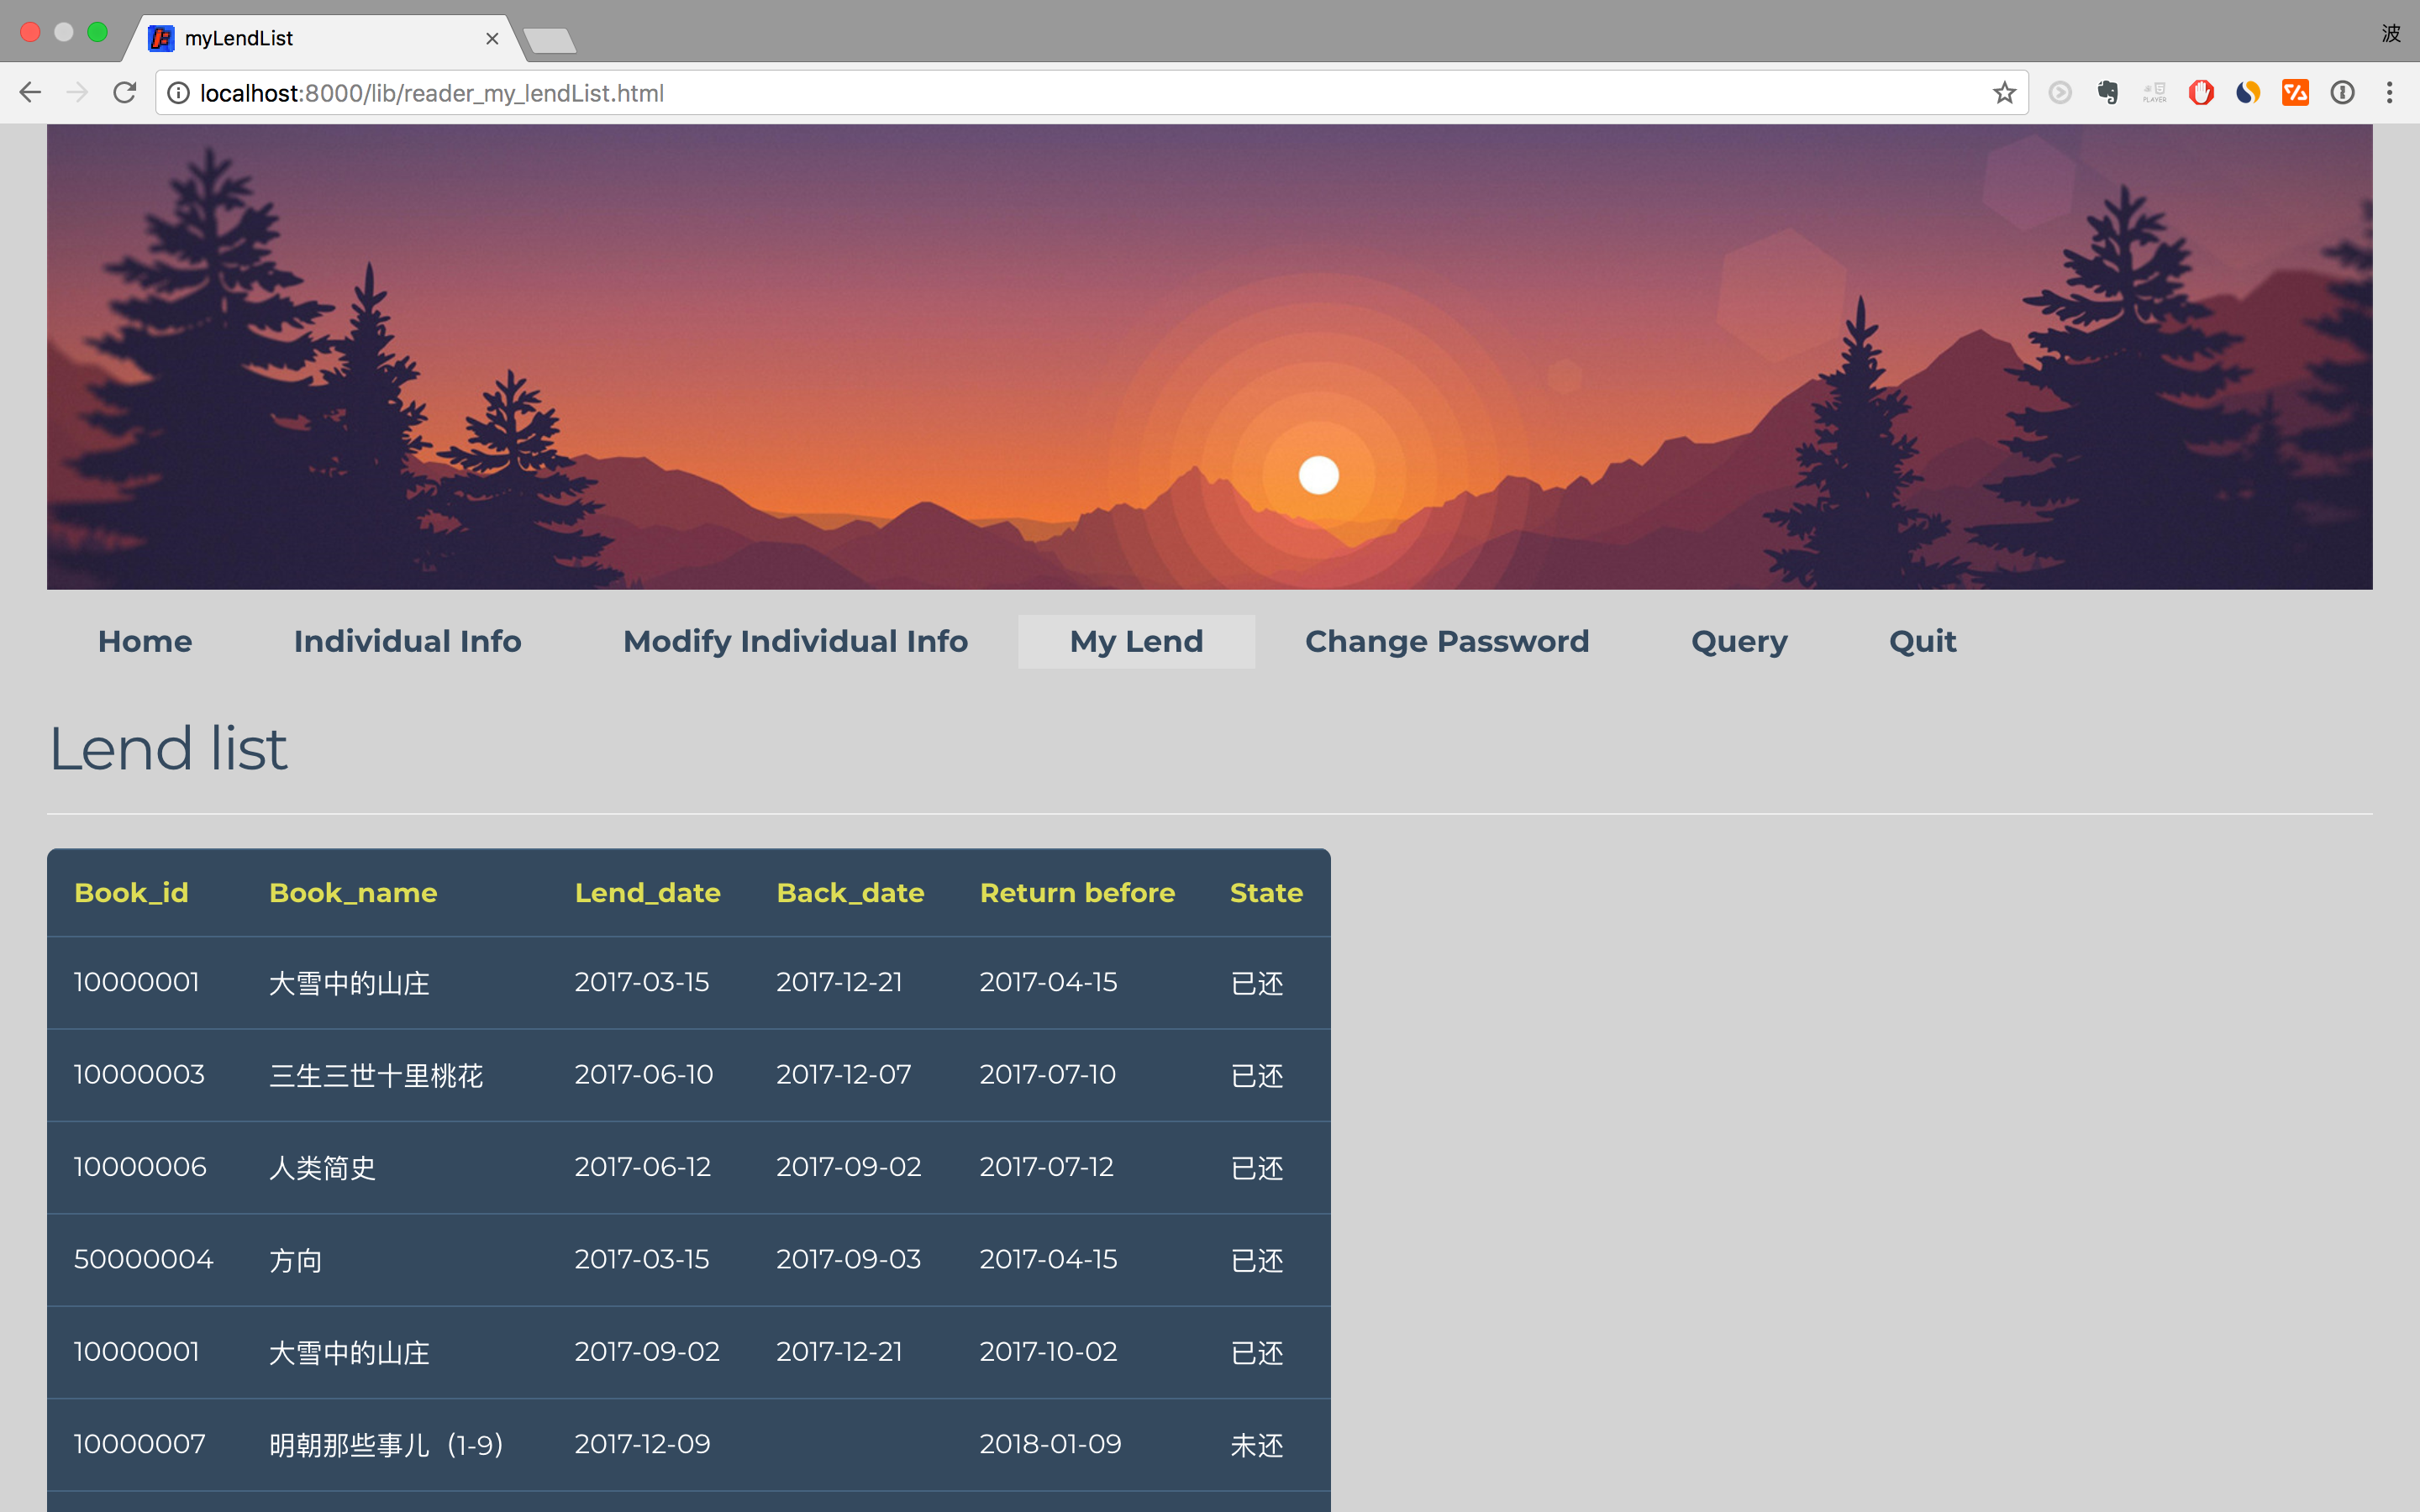 myLendList
波
localhost:8000/lib/reader_my_lendList.html
PLAYER
Home Individual Info Modify Individual Info My Lend Change Password Query Quit
Lend list
Book_id Book_name Lend_date Back_date Return before State
10000001 大雪中的山庄 2017-03-15 2017-12-21 2017-04-15 已还
10000003 三生三世十里桃花 2017-06-10 2017-12-07 2017-07-10 已还
10000006 人类简史 2017-06-12 2017-09-02 2017-07-12 已还
50000004 方向 2017-03-15 2017-09-03 2017-04-15 已还
10000001 大雪中的山庄 2017-09-02 2017-12-21 2017-10-02 已还
10000007 明朝那些事儿（1-9） 2017-12-09 2018-01-09 未还